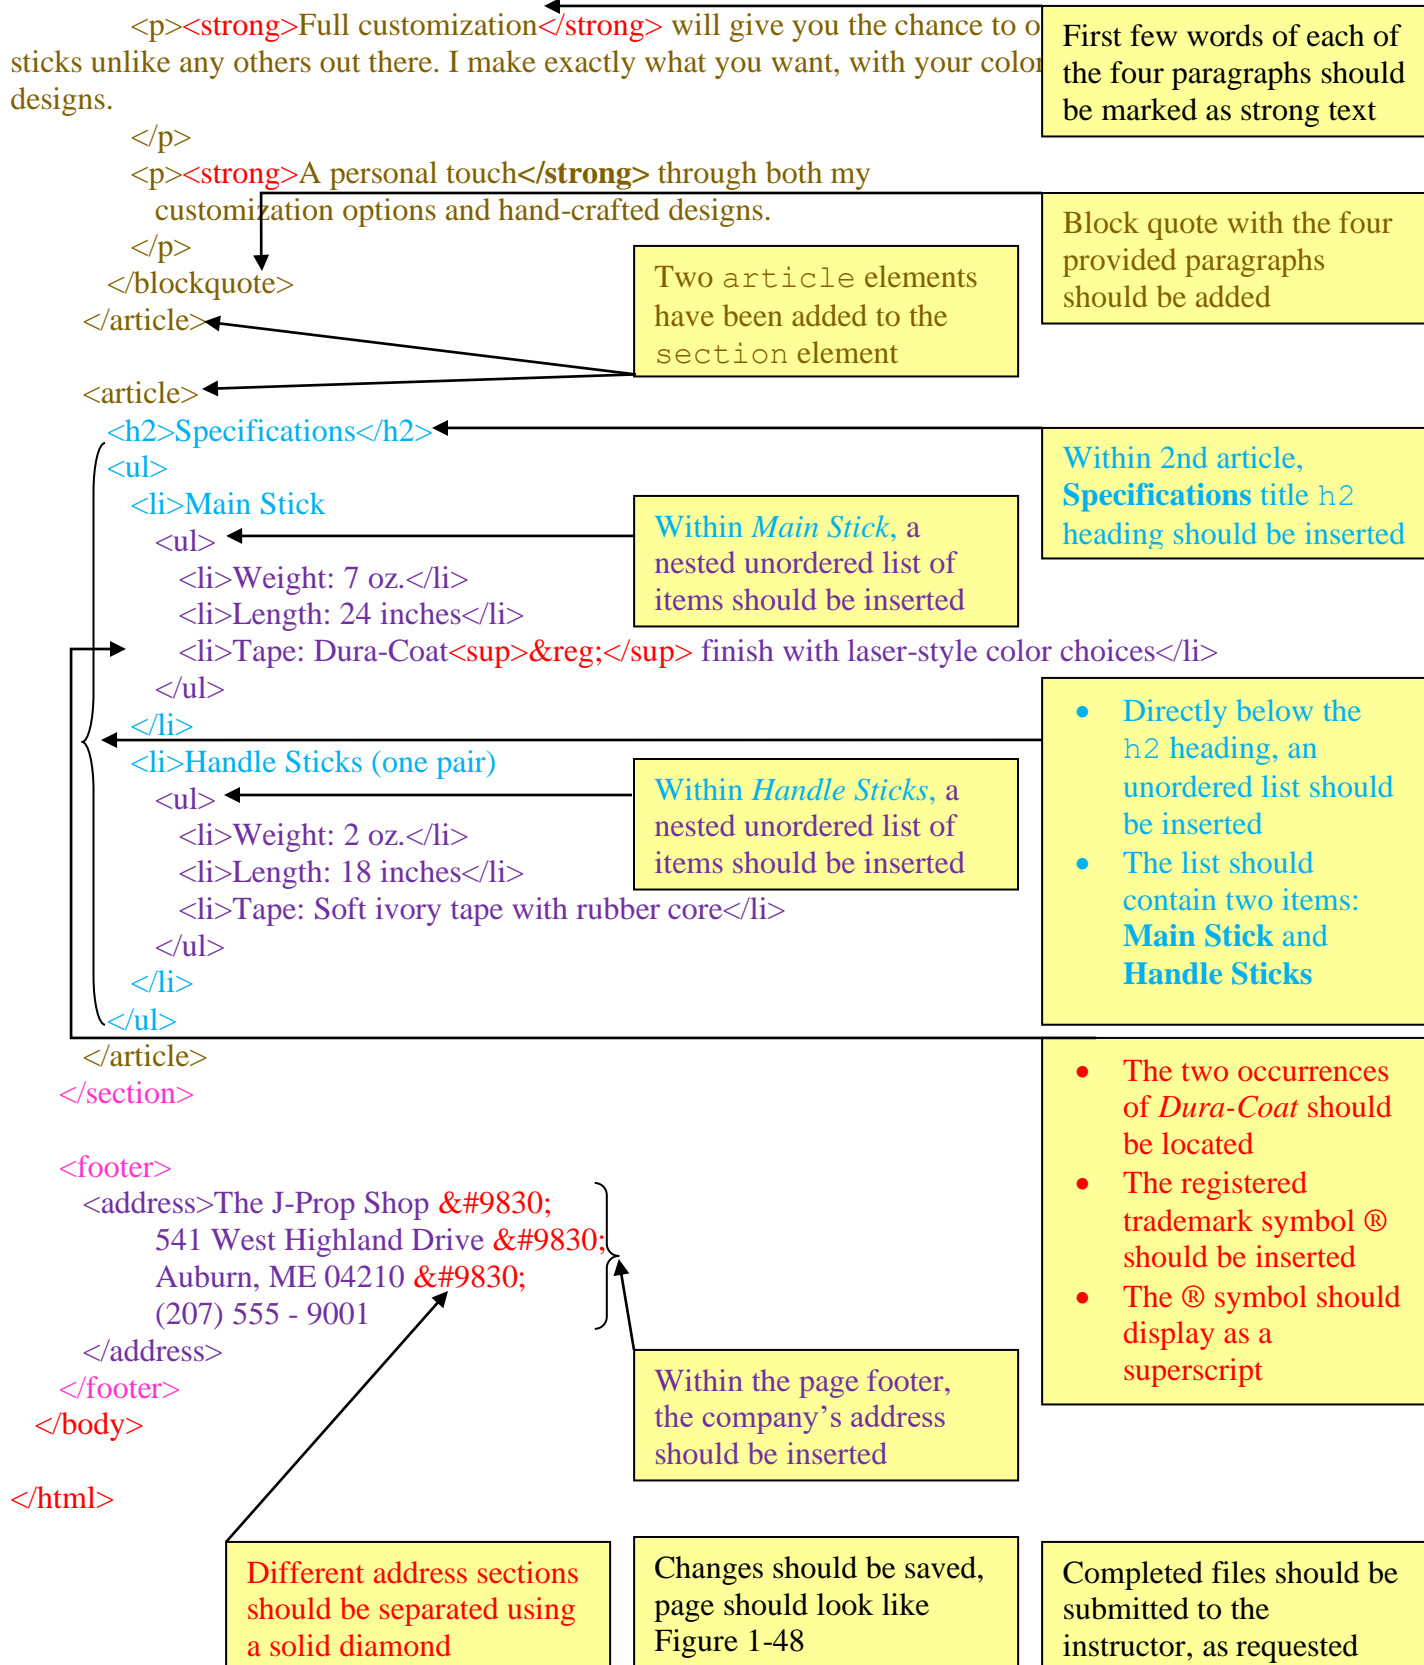 <p><strong>Full customization</strong> will give you the chance to o
sticks unlike any others out there. I make exactly what you want, with your color
designs.
</p>
<p><strong>A personal touch</strong> through both my
customization options and hand-crafted designs.
</p>
</blockquote>
</article>
<article>
<h2>Specifications</h2>
<ul>
<li>Main Stick
<ul>
<li>Weight: 7 oz.</li>
<li>Length: 24 inches</li>
<li>Tape: Dura-Coat<sup>&reg;</sup> finish with laser-style color choices</li>
</ul>
</li>
<li>Handle Sticks (one pair)
<ul>
<li>Weight: 2 oz.</li>
<li>Length: 18 inches</li>
<li>Tape: Soft ivory tape with rubber core</li>
</ul>
</li>
</ul>
</article>
</section>
<footer>
<address>The J-Prop Shop &#9830;
541 West Highland Drive &#9830;
Auburn, ME 04210 &#9830;
(207) 555 - 9001
</address>
</footer>
</body>
</html>
First few words of each of
the four paragraphs should
be marked as strong text
Block quote with the four
provided paragraphs
should be added
Two article elements
have been added to the
section element
Within 2nd article,
Specifications title h2
heading should be inserted
Within Main Stick, a
nested unordered list of
items should be inserted
• Directly below the
h2 heading, an
unordered list should
be inserted
• The list should
contain two items:
Main Stick and
Handle Sticks
Within Handle Sticks, a
nested unordered list of
items should be inserted
• The two occurrences
of Dura-Coat should
be located
• The registered
trademark symbol ®
should be inserted
• The ® symbol should
display as a
superscript
Within the page footer,
the company’s address
should be inserted
Different address sections
should be separated using
a solid diamond
Changes should be saved,
page should look like
Figure 1-48
Completed files should be
submitted to the
instructor, as requested